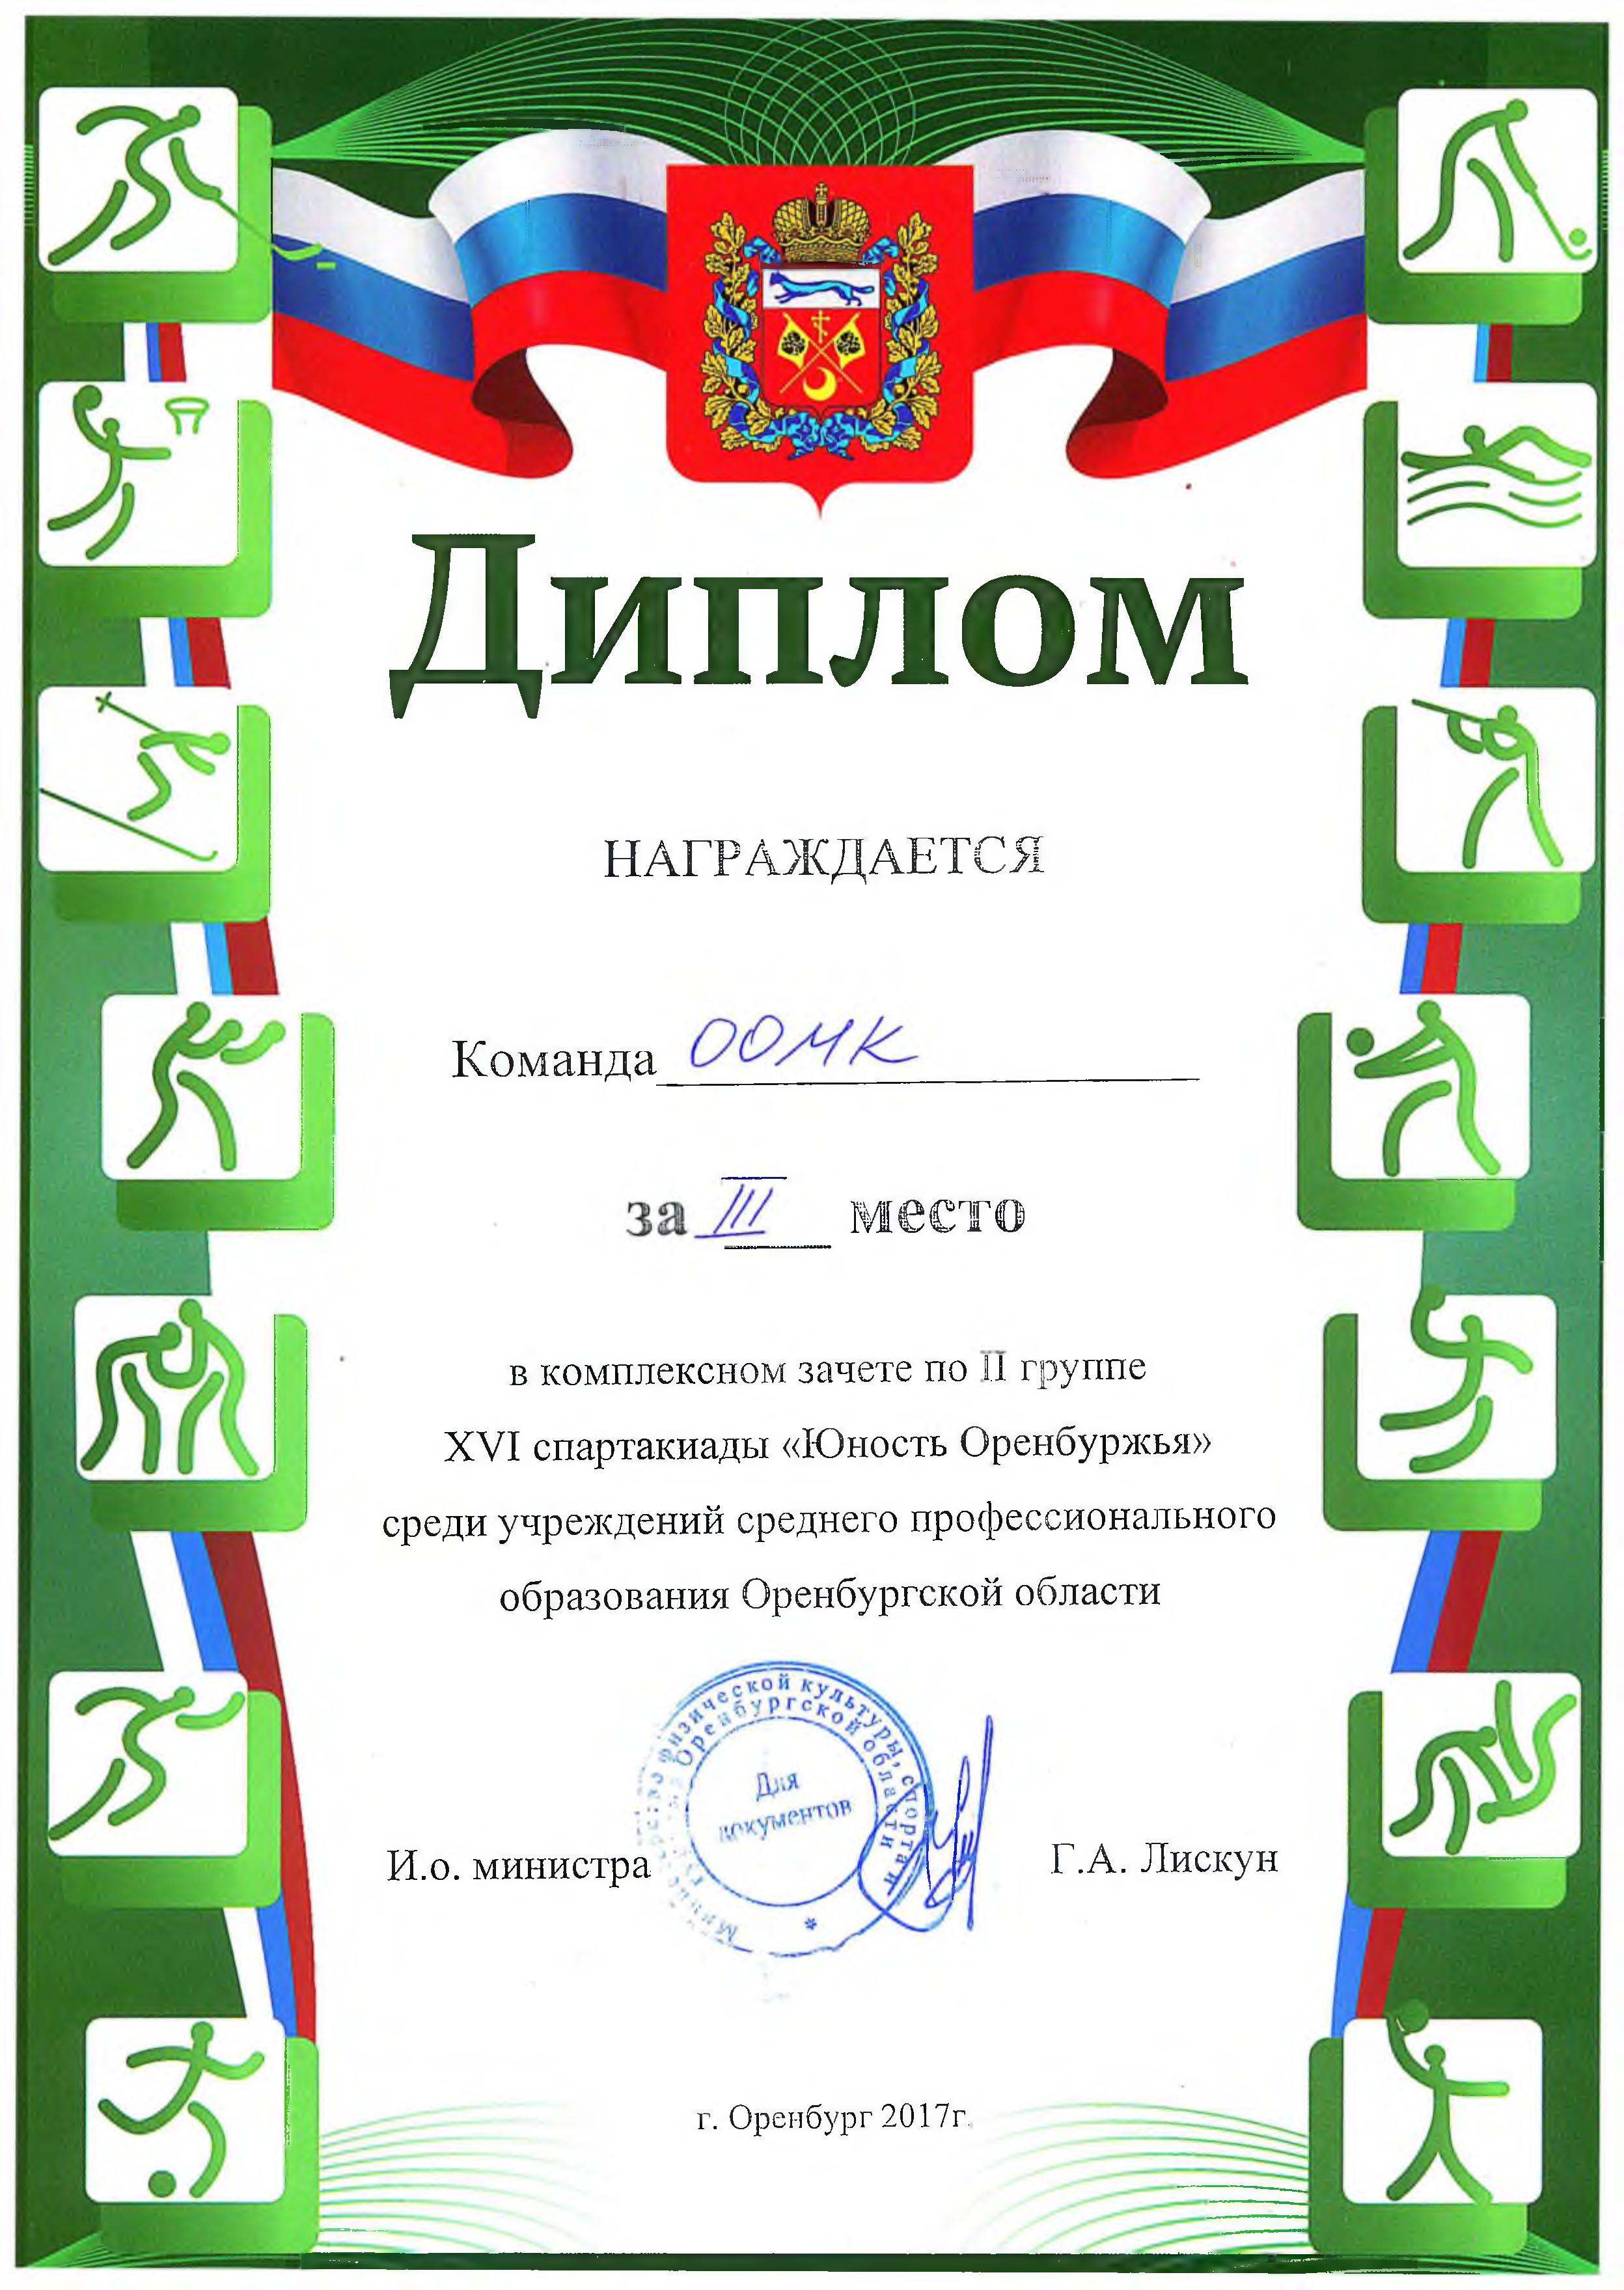 Диплом
НАГРАЖДАЕТСЯ
Команда ООМК
за III место
в комплексном зачете по II группе
XVI спартакиады «Юность Оренбуржья»
среди учреждений среднего профессионального
образования Оренбургской области
физической культуры, спорта и
Оренбургской области
Для
документов
И.о. министра
Г.А. Лискун
г. Оренбург 2017г.